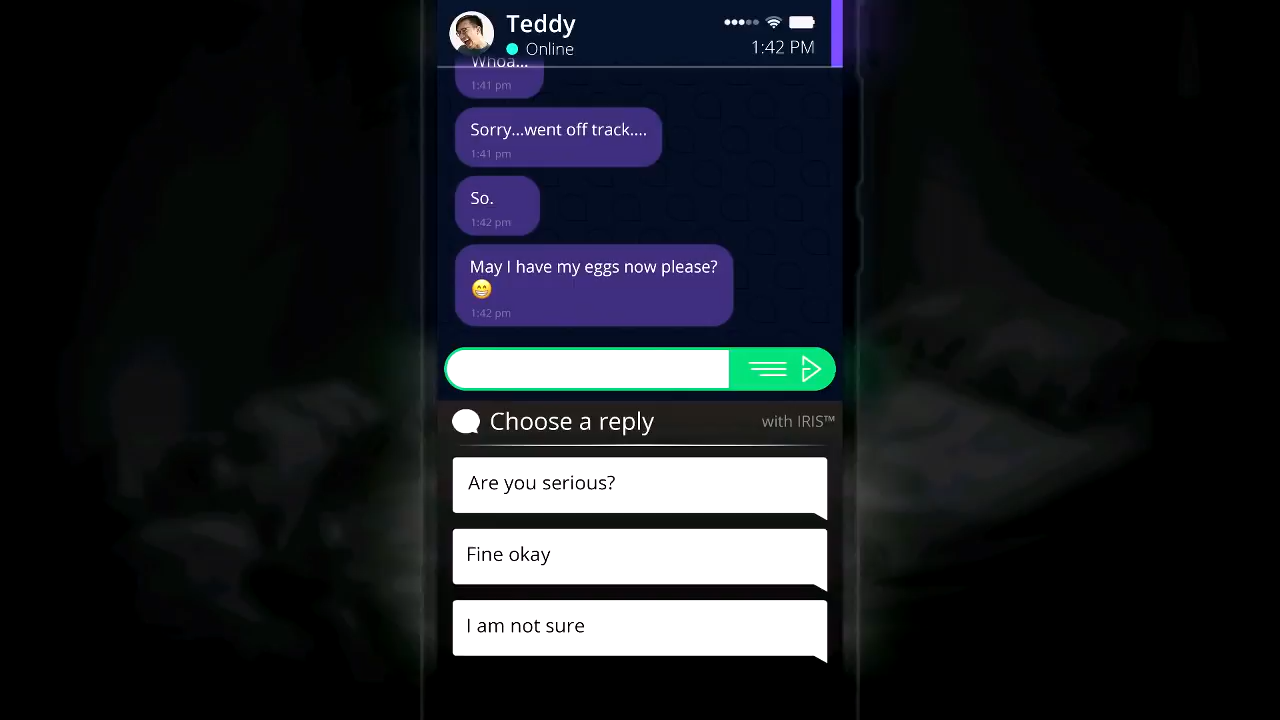 Teddy
Online
1:42 PM
Whoa...
1:41 pm
Sorry...went off track....
1:41 pm
So.
1:42 pm
May I have my eggs now please?
😁
1:42 pm
Choose a reply
with IRIS™
Are you serious?
Fine okay
I am not sure